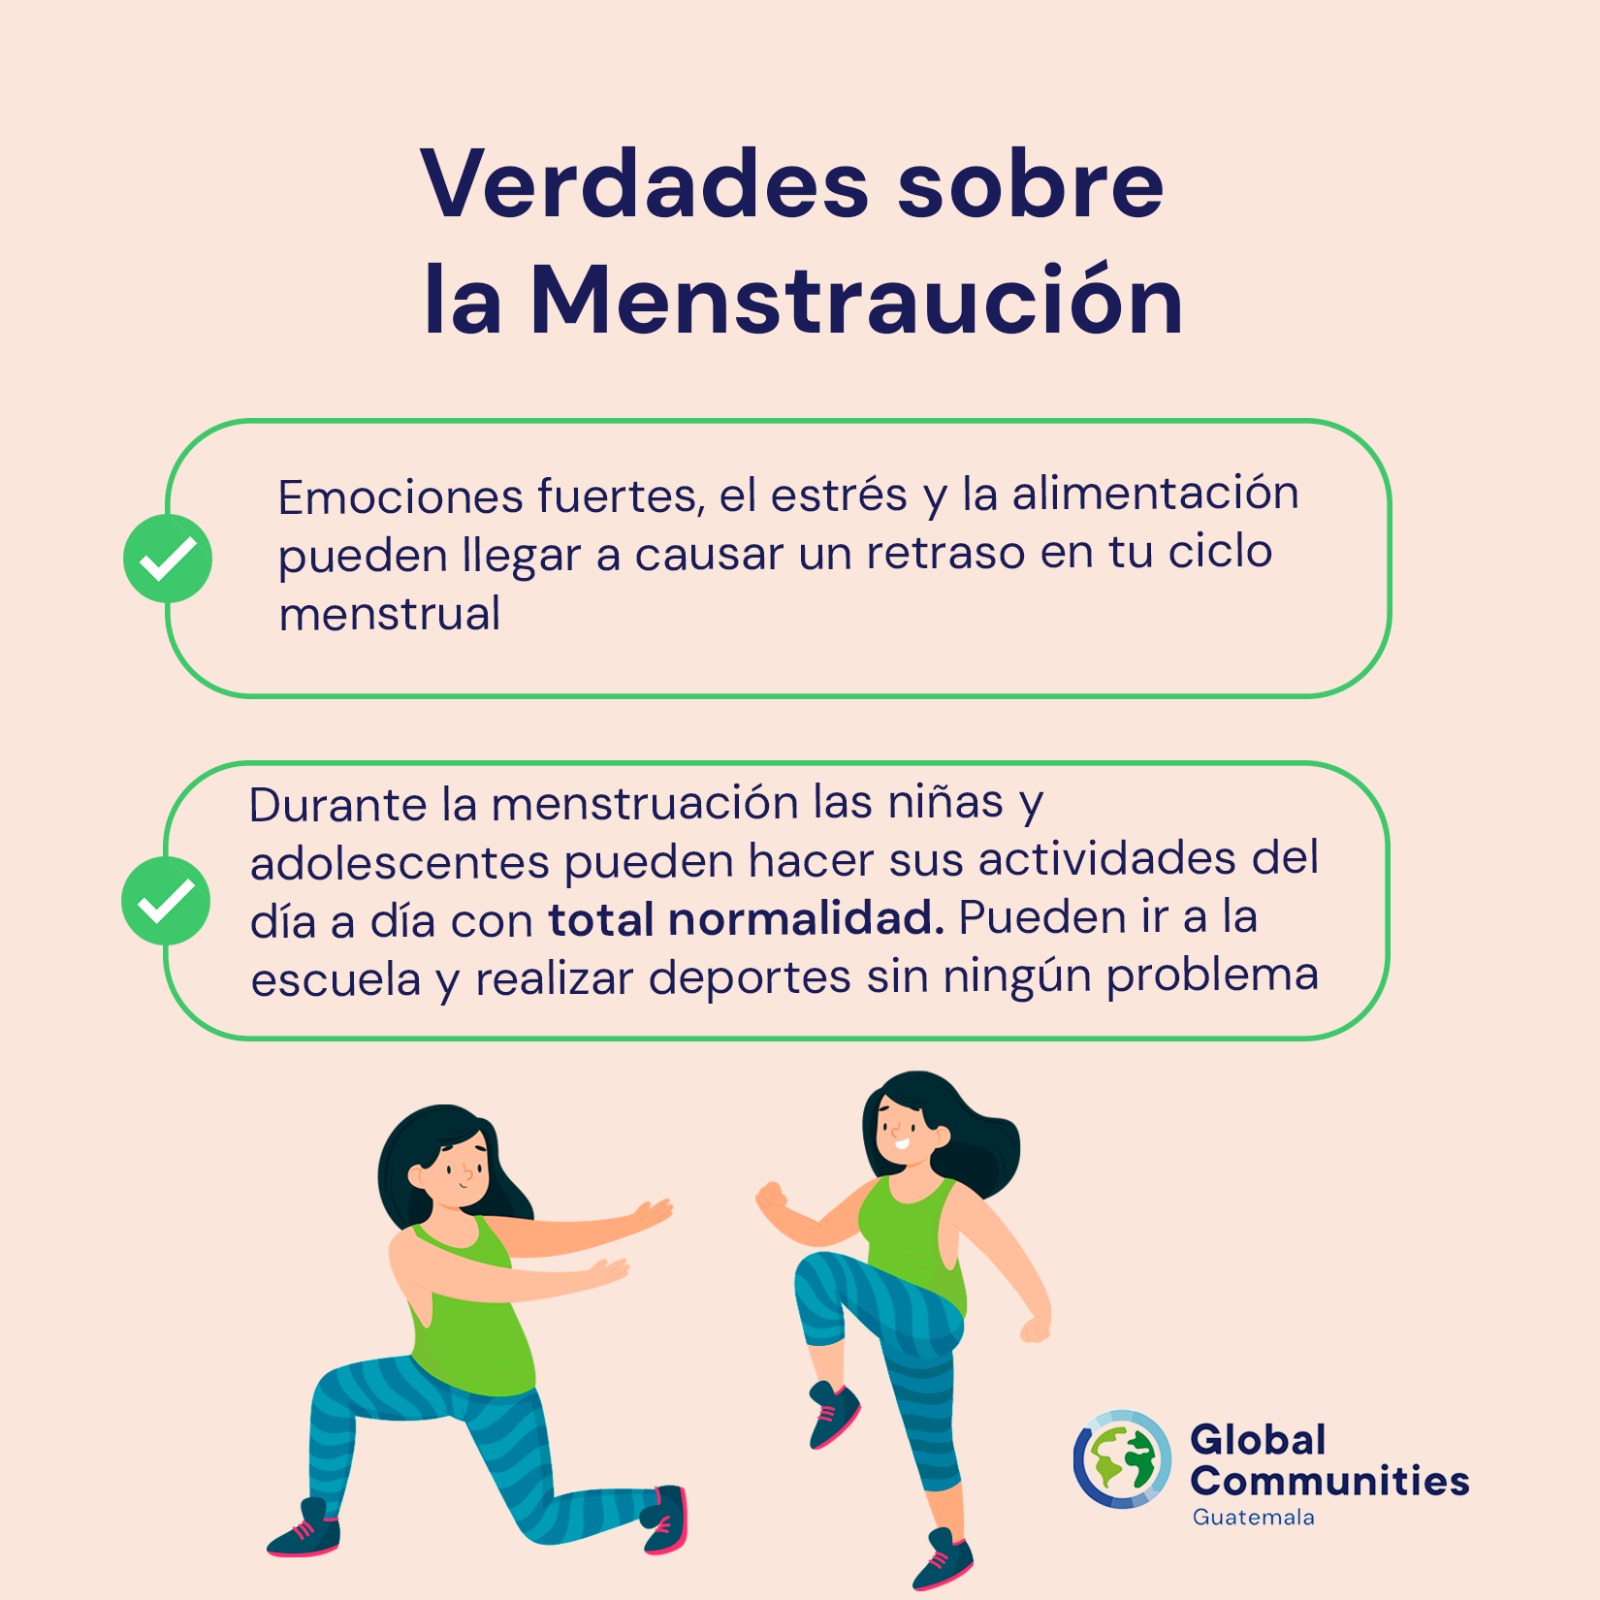 Verdades sobre
la Menstraución
Emociones fuertes, el estrés y la alimentación
pueden llegar a causar un retraso en tu ciclo
menstrual
Durante la menstruación las niñas y
adolescentes pueden hacer sus actividades del
día a día con total normalidad. Pueden ir a la
escuela y realizar deportes sin ningún problema
Global
Communities
Guatemala